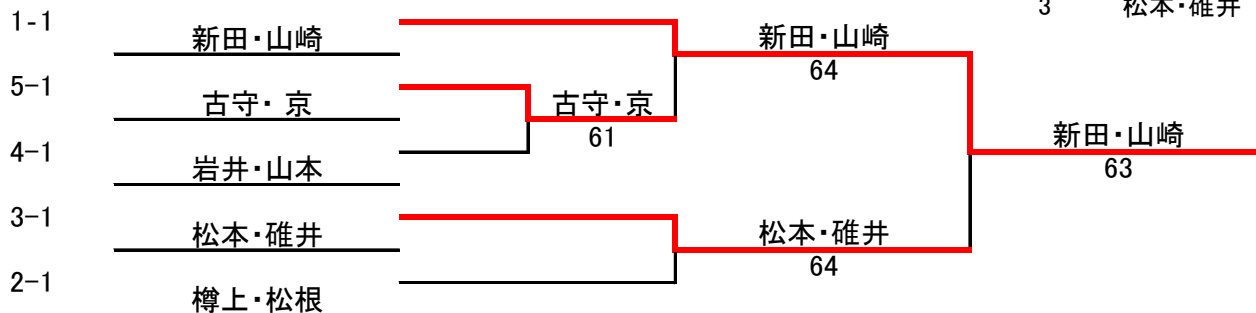 3 松本・碓井
1-1
新田・山崎
新田・山崎
64
5-1
古守・ 京
古守・京
61
4-1
岩井・山本
新田・山崎
63
3-1
松本・碓井
松本・碓井
64
2-1
樽上・松根